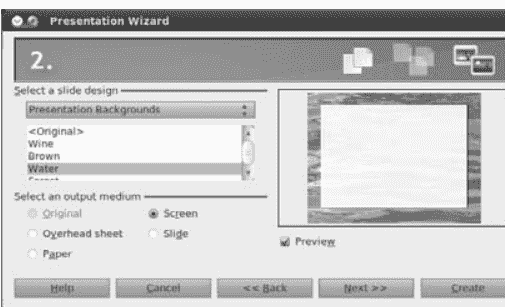 Presentation Wizard
2.
Select a slide design
Presentation Backgrounds
<Original>
Wine
Brown
Water
Forest
Select an output medium
Original
Screen
Overhead sheet
Slide
Paper
Preview
Help
Cancel
<< Back
Next >>
Create